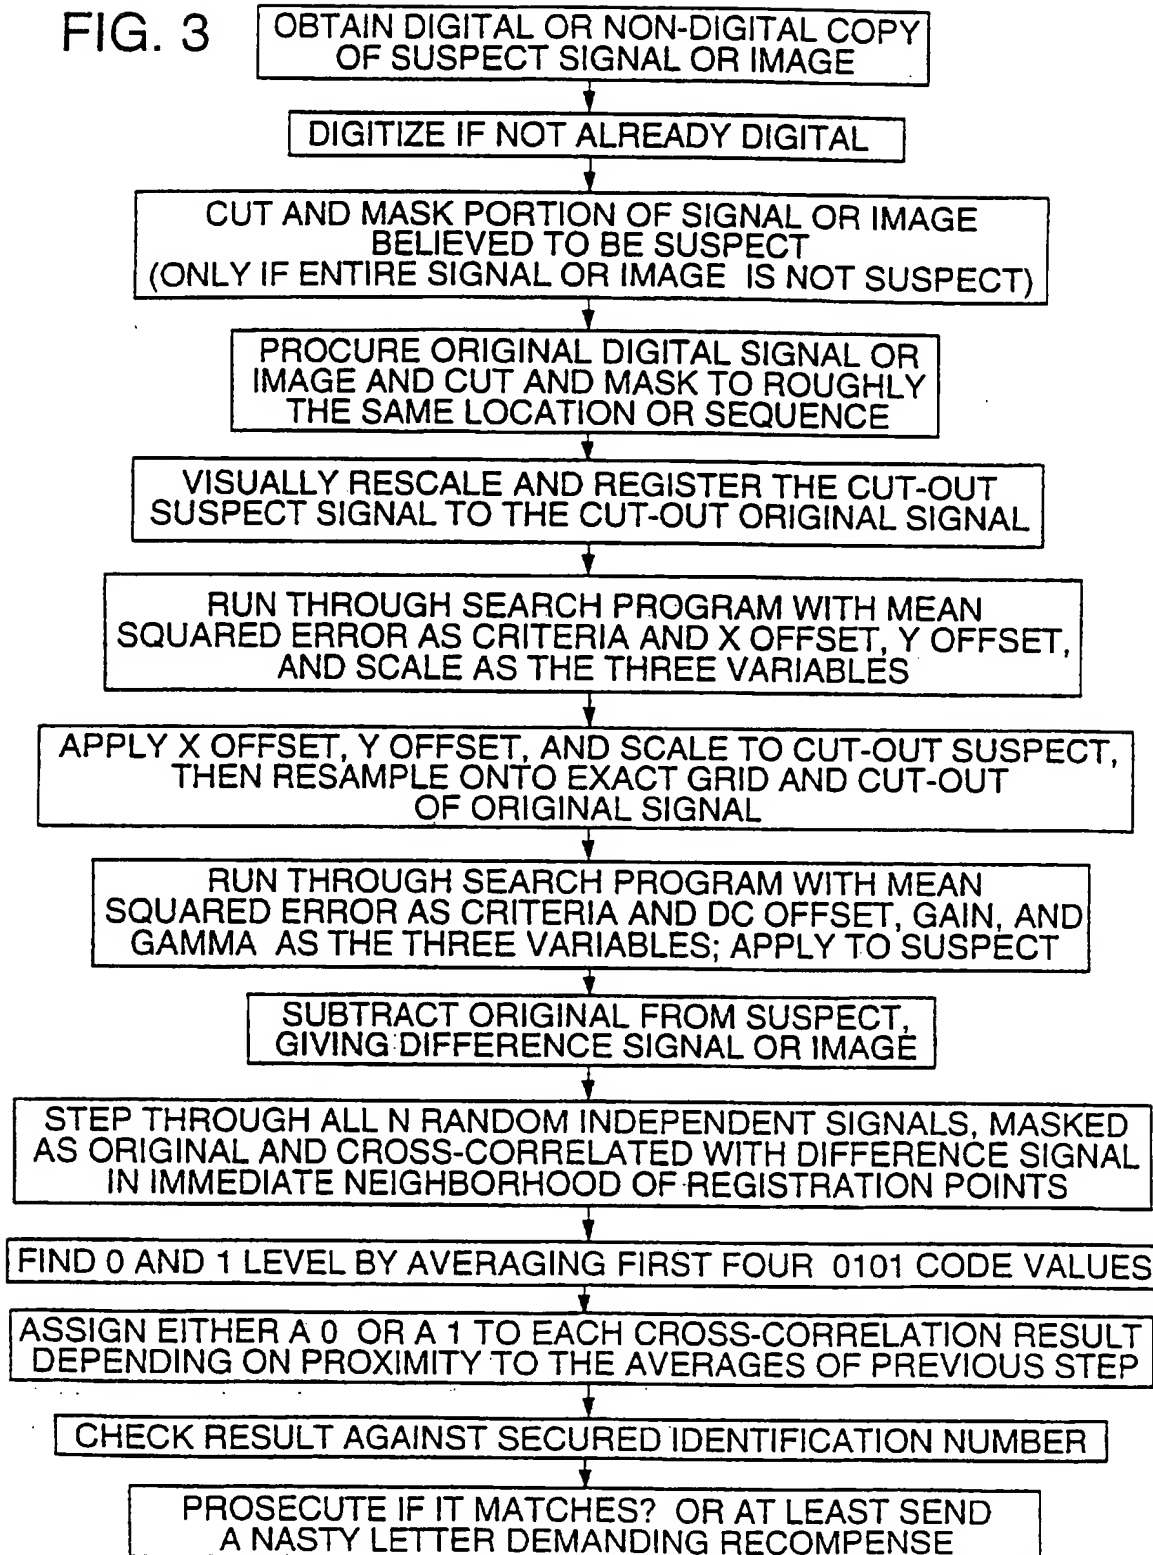 FIG. 3
OBTAIN DIGITAL OR NON-DIGITAL COPY
OF SUSPECT SIGNAL OR IMAGE
DIGITIZE IF NOT ALREADY DIGITAL
CUT AND MASK PORTION OF SIGNAL OR IMAGE
BELIEVED TO BE SUSPECT
(ONLY IF ENTIRE SIGNAL OR IMAGE IS NOT SUSPECT)
PROCURE ORIGINAL DIGITAL SIGNAL OR
IMAGE AND CUT AND MASK TO ROUGHLY
THE SAME LOCATION OR SEQUENCE
VISUALLY RESCALE AND REGISTER THE CUT-OUT
SUSPECT SIGNAL TO THE CUT-OUT ORIGINAL SIGNAL
RUN THROUGH SEARCH PROGRAM WITH MEAN
SQUARED ERROR AS CRITERIA AND X OFFSET, Y OFFSET,
AND SCALE AS THE THREE VARIABLES
APPLY X OFFSET, Y OFFSET, AND SCALE TO CUT-OUT SUSPECT,
THEN RESAMPLE ONTO EXACT GRID AND CUT-OUT
OF ORIGINAL SIGNAL
RUN THROUGH SEARCH PROGRAM WITH MEAN
SQUARED ERROR AS CRITERIA AND DC OFFSET, GAIN, AND
GAMMA AS THE THREE VARIABLES; APPLY TO SUSPECT
SUBTRACT ORIGINAL FROM SUSPECT,
GIVING DIFFERENCE SIGNAL OR IMAGE
STEP THROUGH ALL N RANDOM INDEPENDENT SIGNALS, MASKED
AS ORIGINAL AND CROSS-CORRELATED WITH DIFFERENCE SIGNAL
IN IMMEDIATE NEIGHBORHOOD OF REGISTRATION POINTS
FIND 0 AND 1 LEVEL BY AVERAGING FIRST FOUR 0101 CODE VALUES
ASSIGN EITHER A 0 OR A 1 TO EACH CROSS-CORRELATION RESULT
DEPENDING ON PROXIMITY TO THE AVERAGES OF PREVIOUS STEP
CHECK RESULT AGAINST SECURED IDENTIFICATION NUMBER
PROSECUTE IF IT MATCHES? OR AT LEAST SEND
A NASTY LETTER DEMANDING RECOMPENSE